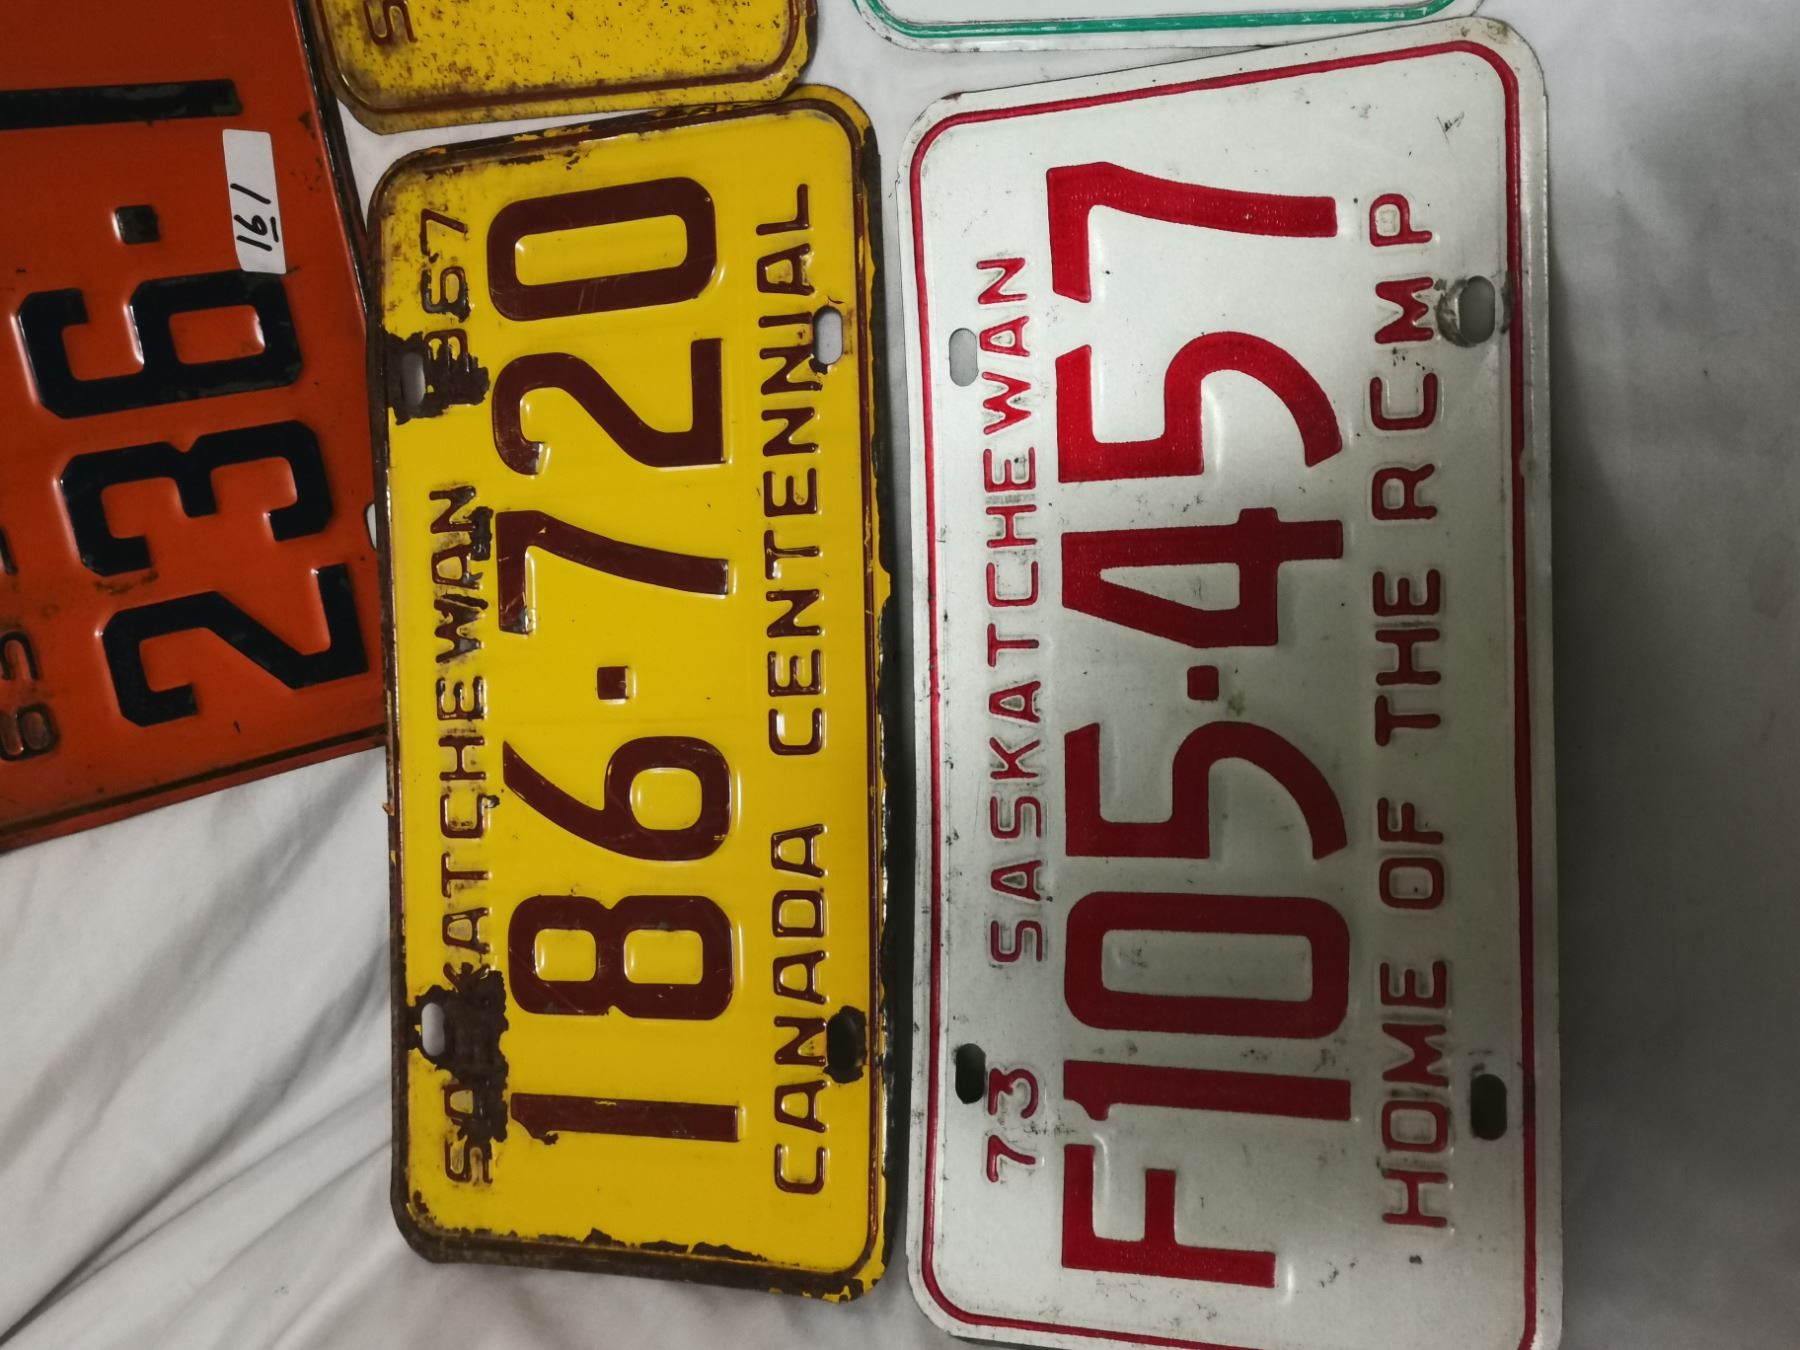 SASKATCHEWAN 1967
186·720
CANADA CENTENNIAL
73 SASKATCHEWAN
F105·457
HOME OF THE RCMP
236·1
161
S